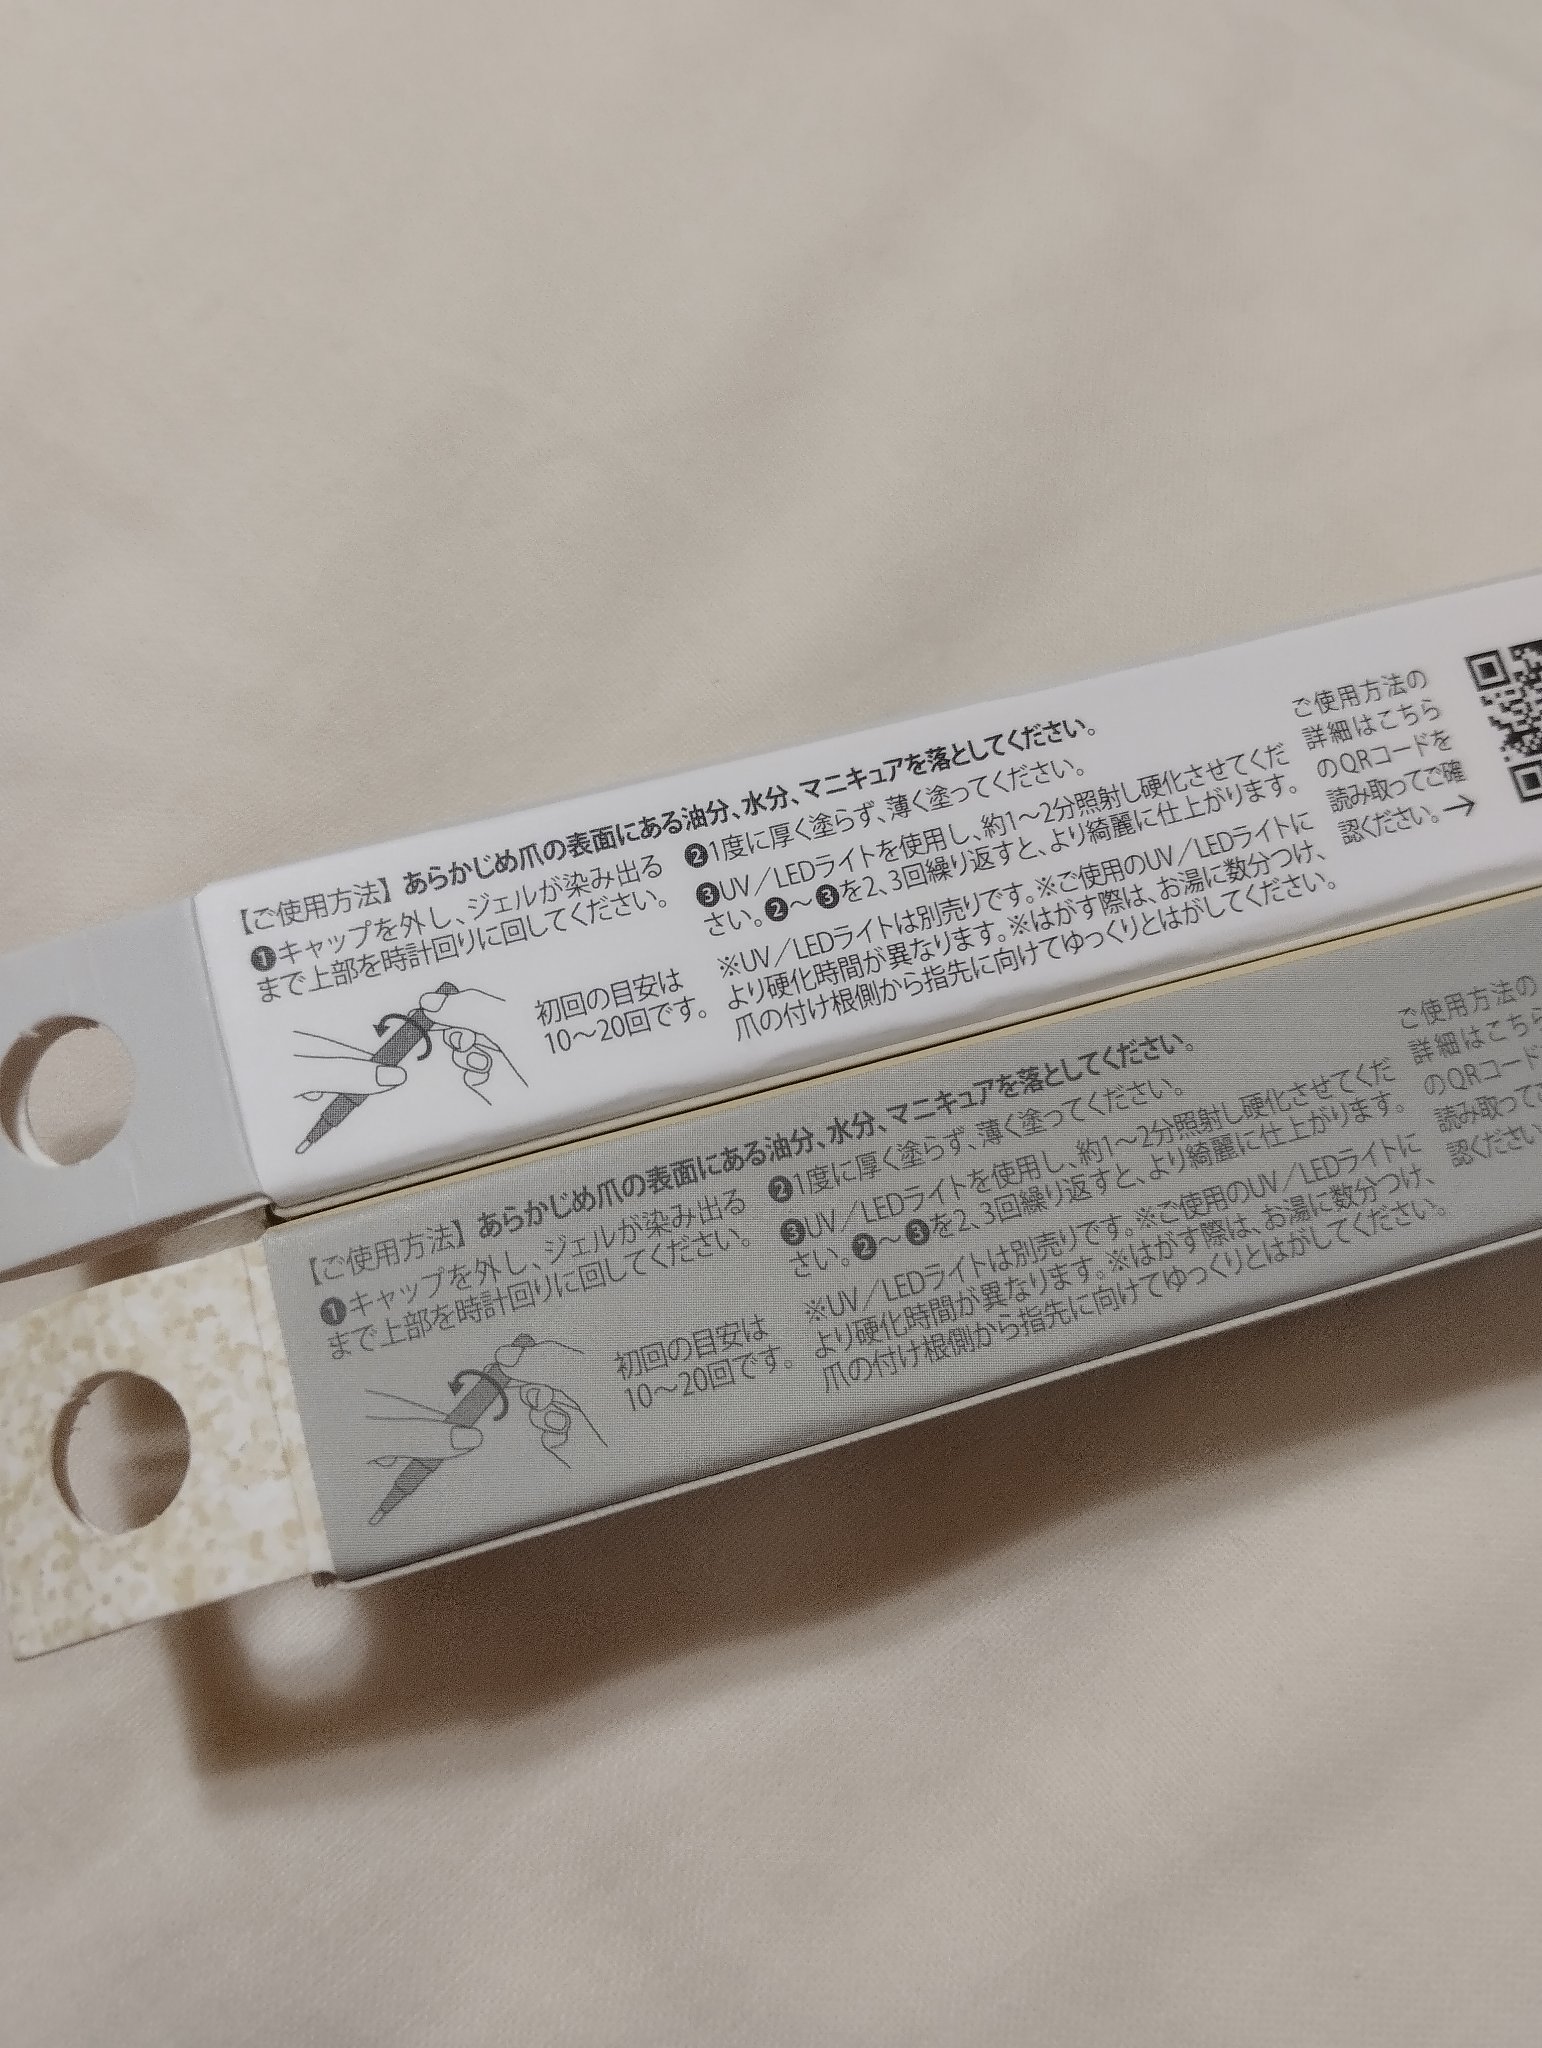 【ご使用方法】あらかじめ爪の表面にある油分、水分、マニキュアを落としてください。
❶キャップを外し、ジェルが染み出る
まで上部を時計回りに回してください。
初回の目安は
10〜20回です。
❷1度に厚く塗らず、薄く塗ってください。
❸UV／LEDライトを使用し、約1〜2分照射し硬化させてくだ
さい。❷〜❸を2、3回繰り返すと、より綺麗に仕上がります。
※UV／LEDライトは別売りです。※ご使用のUV／LEDライトに
より硬化時間が異なります。※はがす際は、お湯に数分つけ、
爪の付け根側から指先に向けてゆっくりとはがしてください。
ご使用方法の
詳細はこちら
のQRコードを
読み取ってご確
認ください。→
【ご使用方法】あらかじめ爪の表面にある油分、水分、マニキュアを落としてください。
❶キャップを外し、ジェルが染み出る
まで上部を時計回りに回してください。
初回の目安は
10〜20回です。
❷1度に厚く塗らず、薄く塗ってください。
❸UV／LEDライトを使用し、約1〜2分照射し硬化させてくだ
さい。❷〜❸を2、3回繰り返すと、より綺麗に仕上がります。
※UV／LEDライトは別売りです。※ご使用のUV／LEDライトに
より硬化時間が異なります。※はがす際は、お湯に数分つけ、
爪の付け根側から指先に向けてゆっくりとはがしてください。
ご使用方法の
詳細はこちら
のQRコード
読み取って
認ください